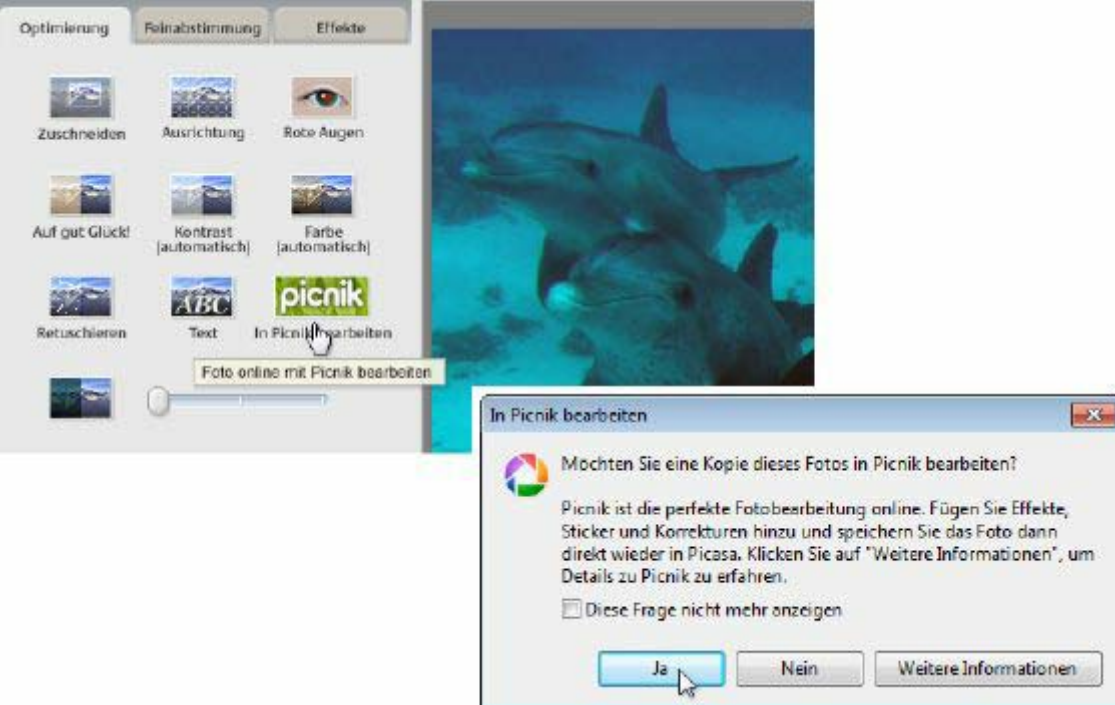 Optimierung Feinabstimmung Effekte
Zuschneiden Ausrichtung Rote Augen
Auf gut Glück! Kontrast Farbe
(automatisch) (automatisch)
ABC picnik
Retuschieren Text In Picnik bearbeiten
Foto online mit Picnik bearbeiten
In Picnik bearbeiten
Möchten Sie eine Kopie dieses Fotos in Picnik bearbeiten?
Picnik ist die perfekte Fotobearbeitung online. Fügen Sie Effekte,
Sticker und Korrekturen hinzu und speichern Sie das Foto dann
direkt wieder in Picasa. Klicken Sie auf "Weitere Informationen", um
Details zu Picnik zu erfahren.
Diese Frage nicht mehr anzeigen
Ja Nein Weitere Informationen